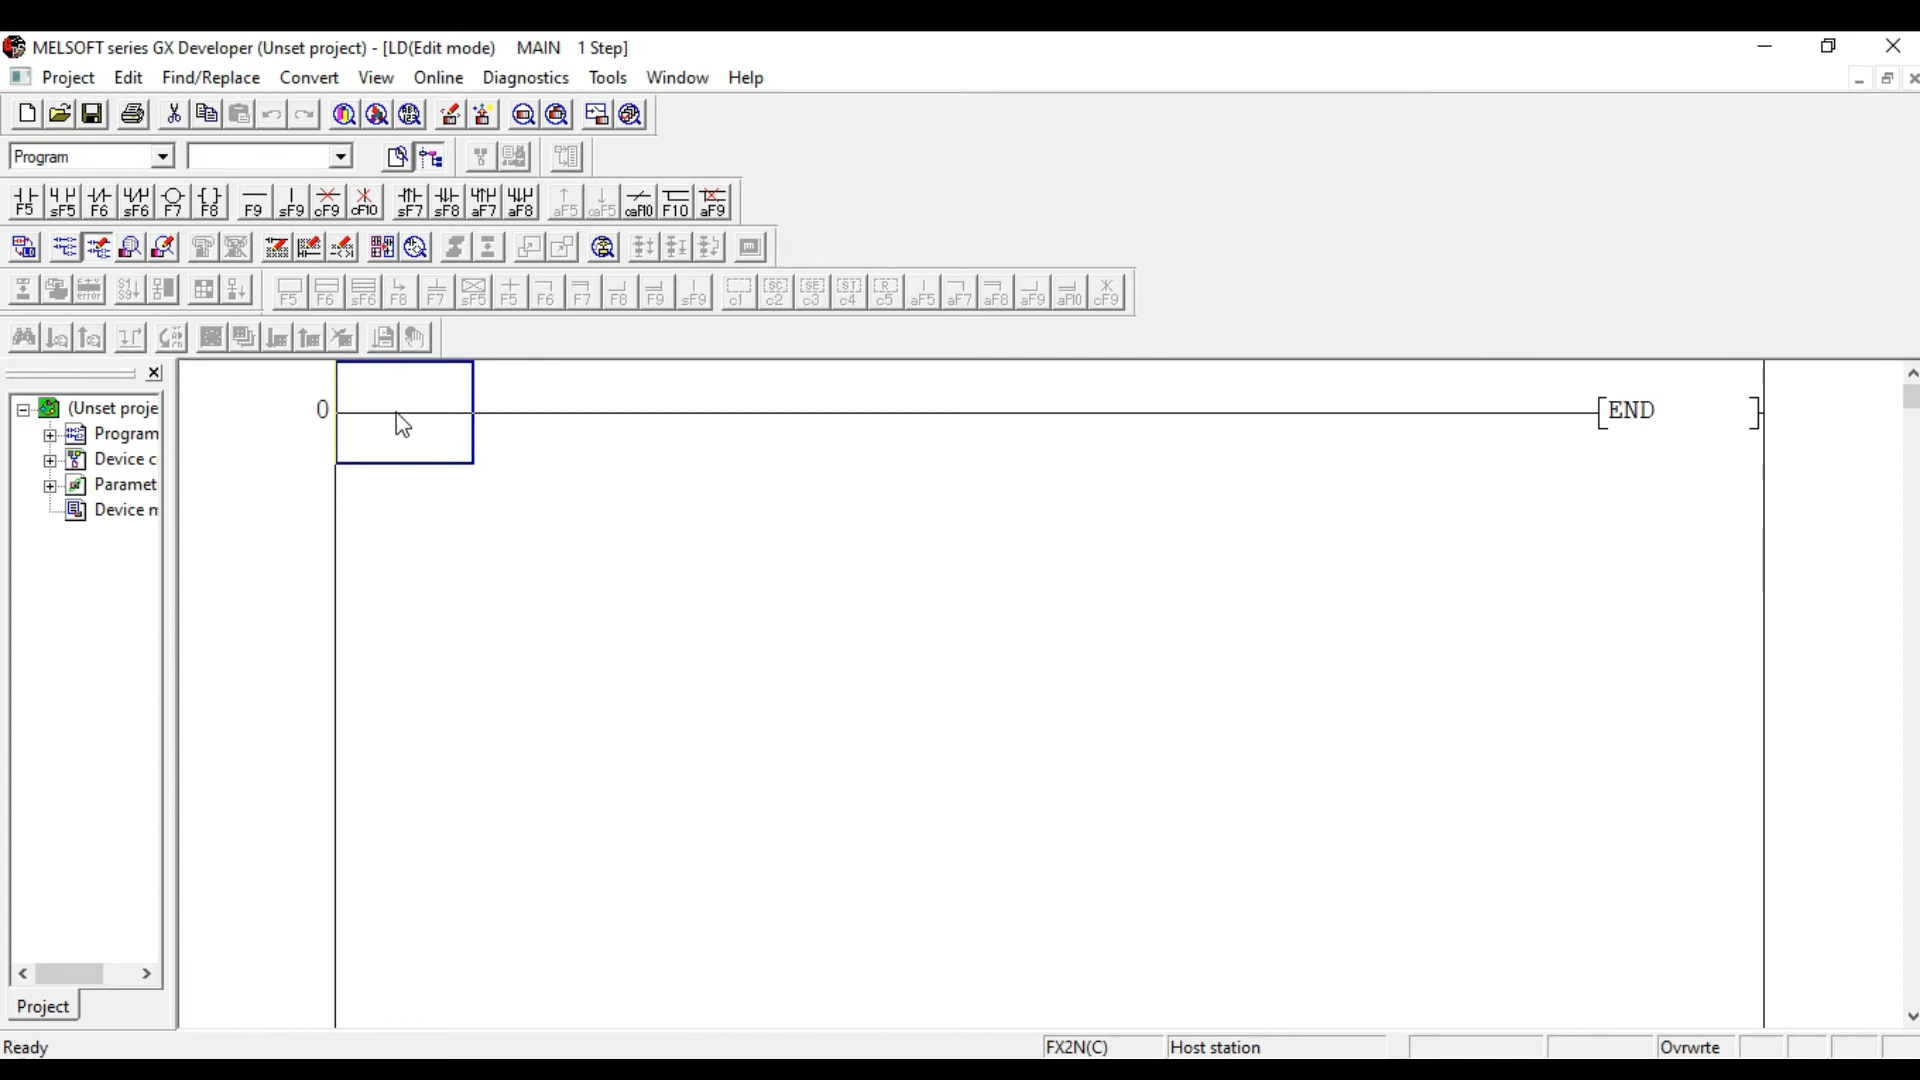 MELSOFT series GX Developer (Unset project) - [LD(Edit mode)    MAIN    1 Step]
Project Edit Find/Replace Convert View Online Diagnostics Tools Window Help
Program
F5 sF5 F6 sF6 F7 F8 F9 sF9 cF9 cF10 sF7 sF8 aF7 aF8 aF5 caF5 caF10 F10 aF9
error
F5 F6 sF6 F8 F7 sF5 F5 F6 F7 F8 F9 sF9 c1 SC c2 SE c3 ST c4 R c5 aF5 aF7 aF8 aF9 aF10 cF9
0 [END ]
(Unset proje
Program
Device c
Paramet
Device m
Project
Ready FX2N(C) Host station Ovrwrte